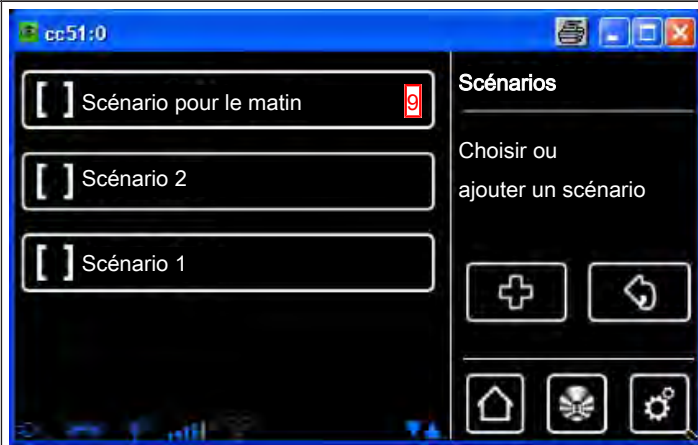 cc51:0
Scénario pour le matin 9
Scénario 2
Scénario 1
Scénarios
Choisir ou
ajouter un scénario